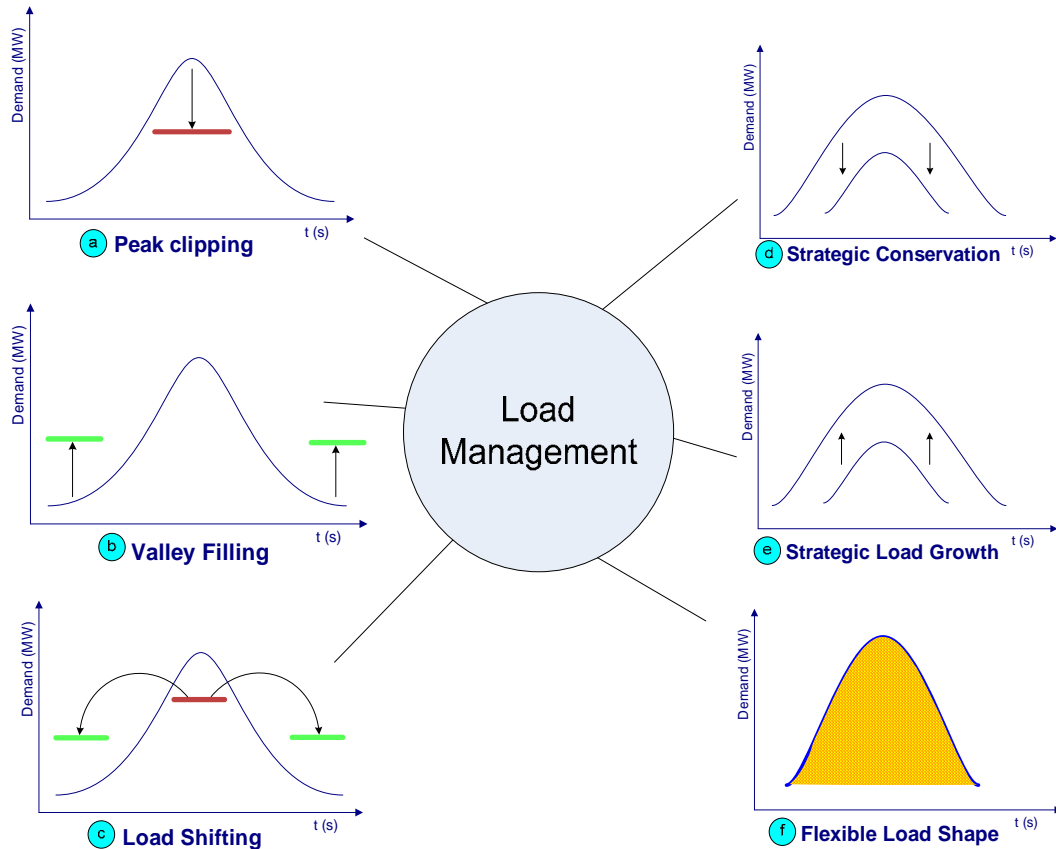 Demand (MW)
t (s)
a Peak clipping
Demand (MW)
t (s)
b Valley Filling
Demand (MW)
t (s)
c Load Shifting
Load
Management
Demand (MW)
t (s)
d Strategic Conservation
Demand (MW)
t (s)
e Strategic Load Growth
Demand (MW)
t (s)
f Flexible Load Shape